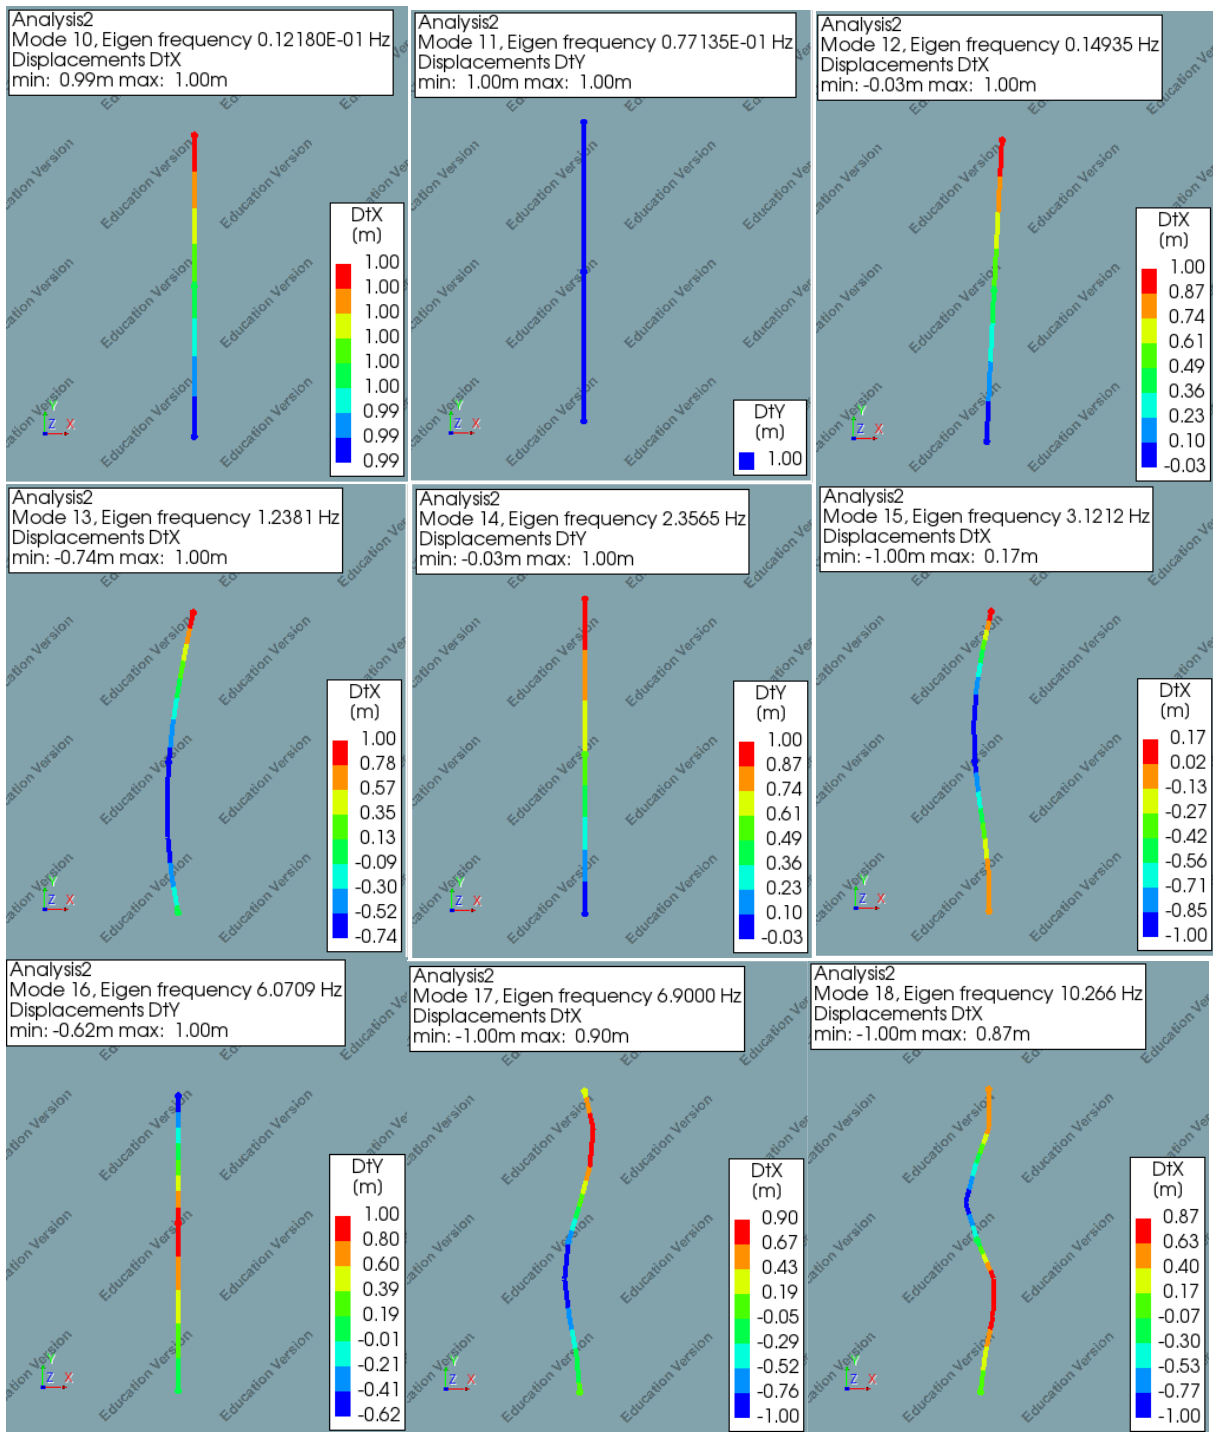 Analysis2
Mode 10, Eigen frequency 0.12180E-01 Hz
Displacements DtX
min: 0.99m max: 1.00m
DtX
(m)
1.00
1.00
1.00
1.00
1.00
1.00
0.99
0.99
0.99
Y
Z X
Analysis2
Mode 11, Eigen frequency 0.77135E-01 Hz
Displacements DtY
min: 1.00m max: 1.00m
DtY
(m)
1.00
Y
Z X
Analysis2
Mode 12, Eigen frequency 0.14935 Hz
Displacements DtX
min: -0.03m max: 1.00m
DtX
(m)
1.00
0.87
0.74
0.61
0.49
0.36
0.23
0.10
-0.03
Y
Z X
Analysis2
Mode 13, Eigen frequency 1.2381 Hz
Displacements DtX
min: -0.74m max: 1.00m
DtX
(m)
1.00
0.78
0.57
0.35
0.13
-0.09
-0.30
-0.52
-0.74
Y
Z X
Analysis2
Mode 14, Eigen frequency 2.3565 Hz
Displacements DtY
min: -0.03m max: 1.00m
DtY
(m)
1.00
0.87
0.74
0.61
0.49
0.36
0.23
0.10
-0.03
Y
Z X
Analysis2
Mode 15, Eigen frequency 3.1212 Hz
Displacements DtX
min: -1.00m max: 0.17m
DtX
(m)
0.17
0.02
-0.13
-0.27
-0.42
-0.56
-0.71
-0.85
-1.00
Y
Z X
Analysis2
Mode 16, Eigen frequency 6.0709 Hz
Displacements DtY
min: -0.62m max: 1.00m
DtY
(m)
1.00
0.80
0.60
0.39
0.19
-0.01
-0.21
-0.41
-0.62
Y
Z X
Analysis2
Mode 17, Eigen frequency 6.9000 Hz
Displacements DtX
min: -1.00m max: 0.90m
DtX
(m)
0.90
0.67
0.43
0.19
-0.05
-0.29
-0.52
-0.76
-1.00
Y
Z X
Analysis2
Mode 18, Eigen frequency 10.266 Hz
Displacements DtX
min: -1.00m max: 0.87m
DtX
(m)
0.87
0.63
0.40
0.17
-0.07
-0.30
-0.53
-0.77
-1.00
Y
Z X
Education Version